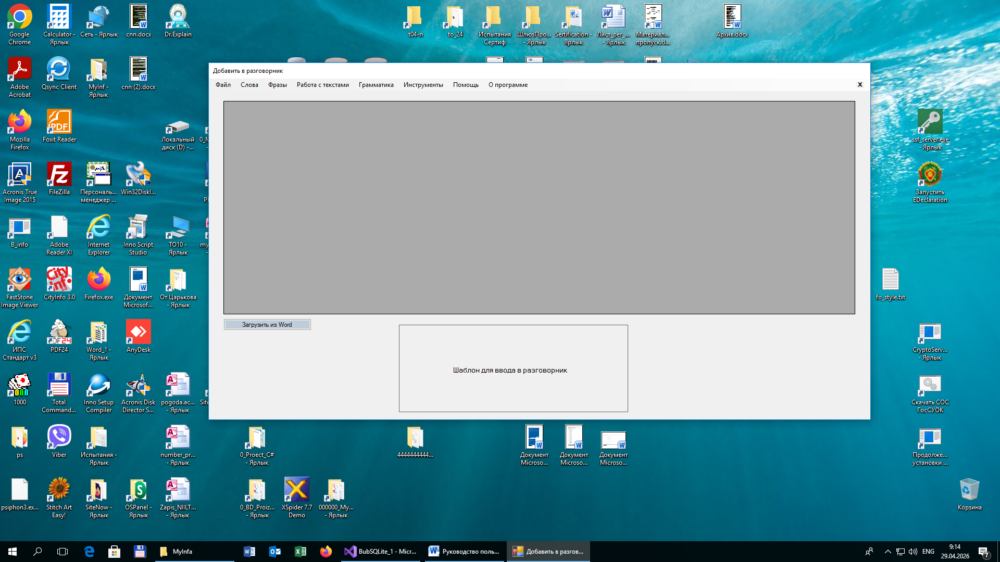 Google
Chrome
Calculator -
Ярлык
Сеть - Ярлык
cnn.docx
Dr.Explain
t04-n
to_24
Испытания
Сертиф
ШлюзПро...
- Ярлык
Sertification -
Ярлык
Лист_рег_...
- Ярлык
Материал...
пропуск.d...
Архив.docx
Adobe
Acrobat
Qsync Client
MyInf -
Ярлык
cnn (2).docx
Добавить в разговорник
Файл Слова Фразы Работа с текстами Грамматика Инструменты Помощь О программе X
Загрузить из Word
Шаблон для ввода в разговорник
Mozilla
Firefox
Foxit Reader
Локальный
диск (D) -...
ssf_server.exe
- Ярлык
Acronis True
Image 2015
FileZilla
Персональ...
менеджер ...
Win32DiskI...
Запустить
EDeclaration
B_info
Adobe
Reader XI
Internet
Explorer
Inno Script
Studio
TO10 -
Ярлык
FastStone
Image Viewer
CityInfo 3.0
Firefox.exe
Документ
Microsof...
От Царькова
- Ярлык
fo_style.txt
ИПС
Стандарт v3
PDF24
Word_1 -
Ярлык
AnyDesk
CryptoServ...
- Ярлык
1000
Total
Command...
Inno Setup
Compiler
Acronis Disk
Director S...
pogoda.ac...
- Ярлык
Скачать СОС
ГосСУОК
ps
Viber
Испытания -
Ярлык
number_pr...
- Ярлык
0_Proect_C#
- Ярлык
4444444444...
Документ
Microso...
Документ
Microso...
Документ
Microso...
Продолже...
установки ...
psiphon3.ex...
Stitch Art
Easy!
SiteNow -
Ярлык
OSPanel -
Ярлык
Zapis_NIILT...
- Ярлык
0_BD_Proiz...
- Ярлык
XSpider 7.7
Demo
000000_My...
- Ярлык
Корзина
MyInfa
BubSQLite_1 - Micr...
Руководство поль...
Добавить в разгов...
ENG
9:14
29.04.2026
7